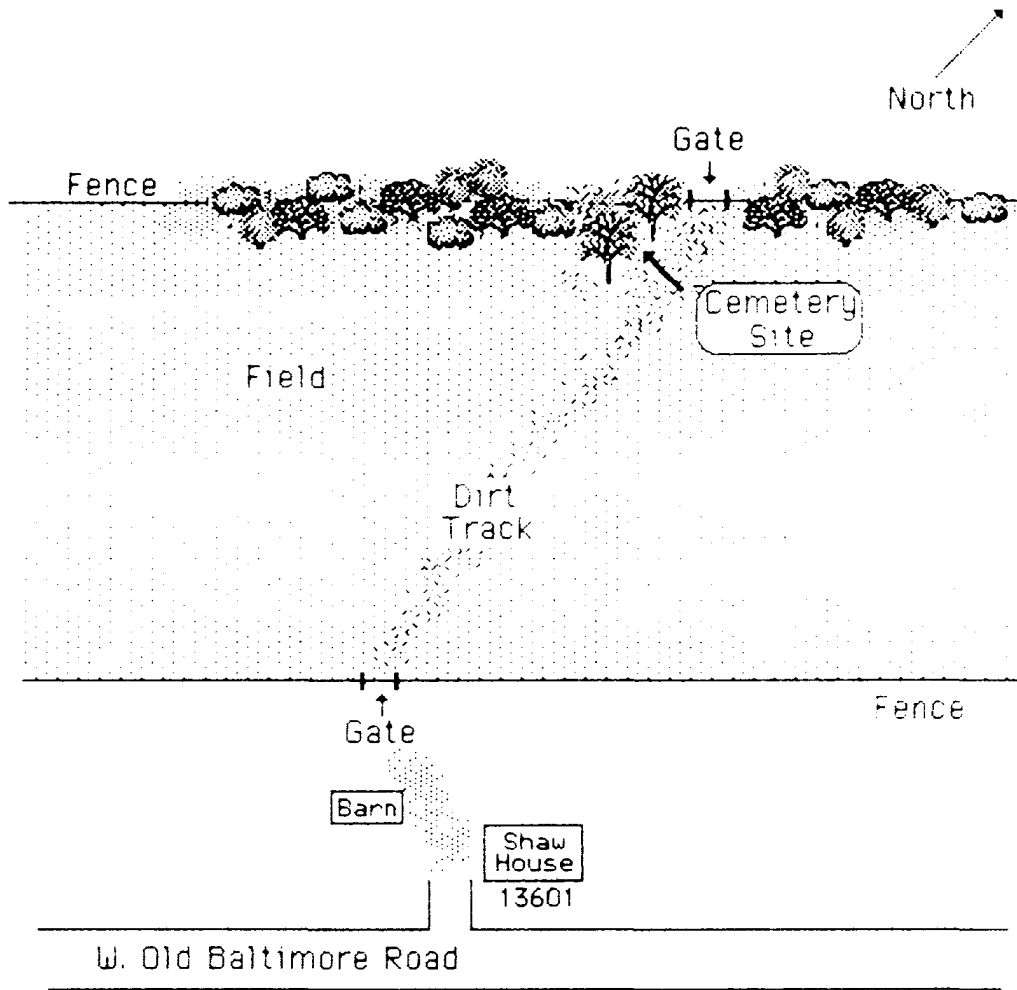 North
Gate
Fence
Cemetery
Site
Field
Dirt
Track
Fence
Gate
Barn
Shaw
House
13601
W. Old Baltimore Road